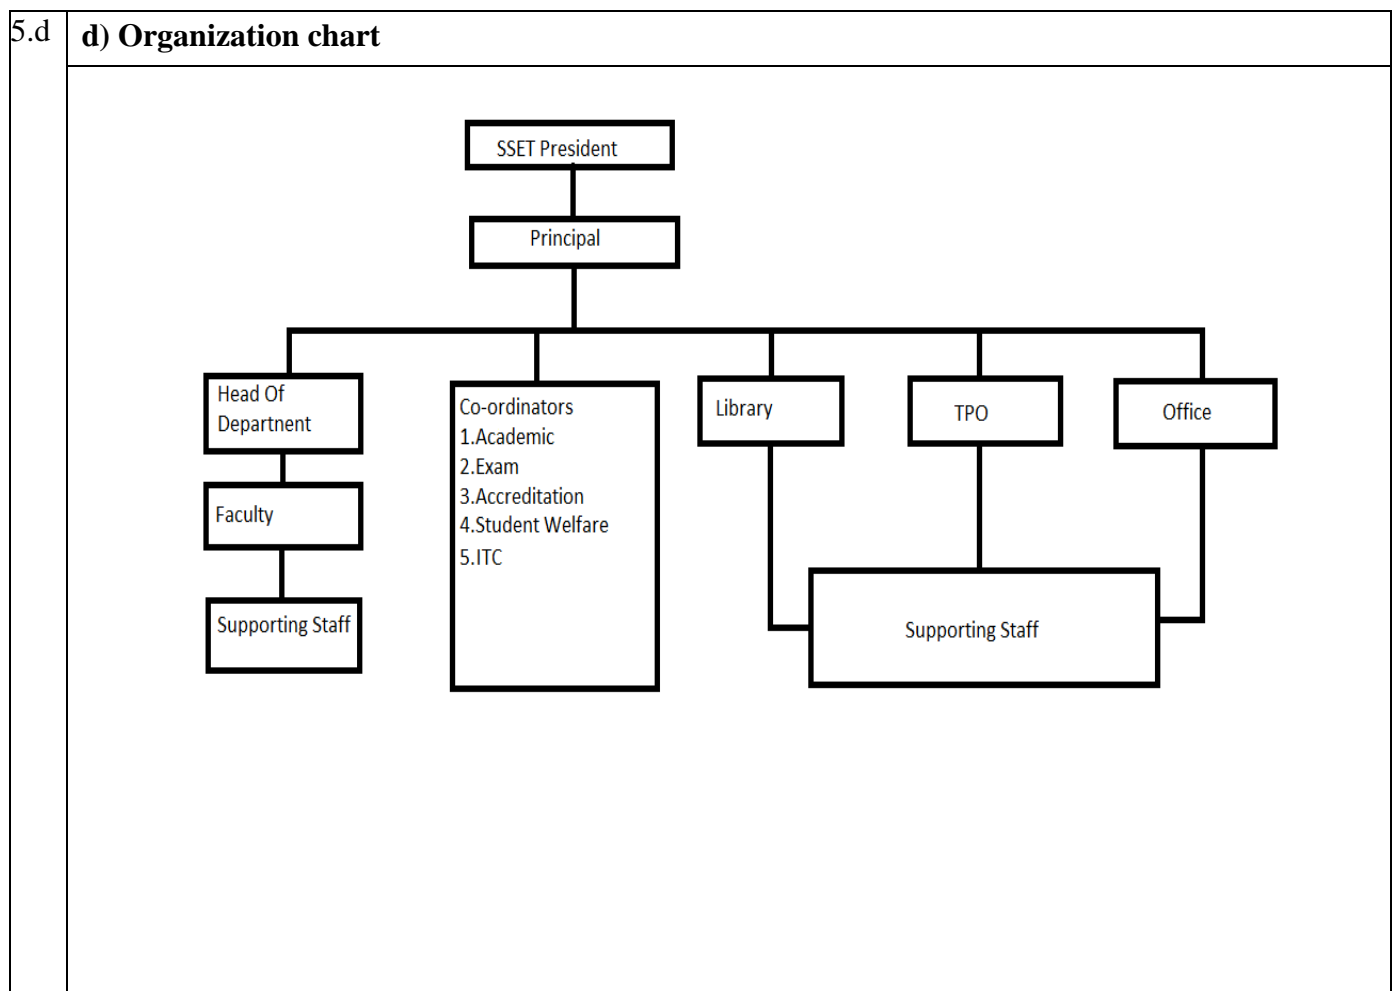 5.d
d) Organization chart
SSET President
Principal
Head Of
Departnent
Co-ordinators
1.Academic
2.Exam
3.Accreditation
4.Student Welfare
5.ITC
Library
TPO
Office
Faculty
Supporting Staff
Supporting Staff